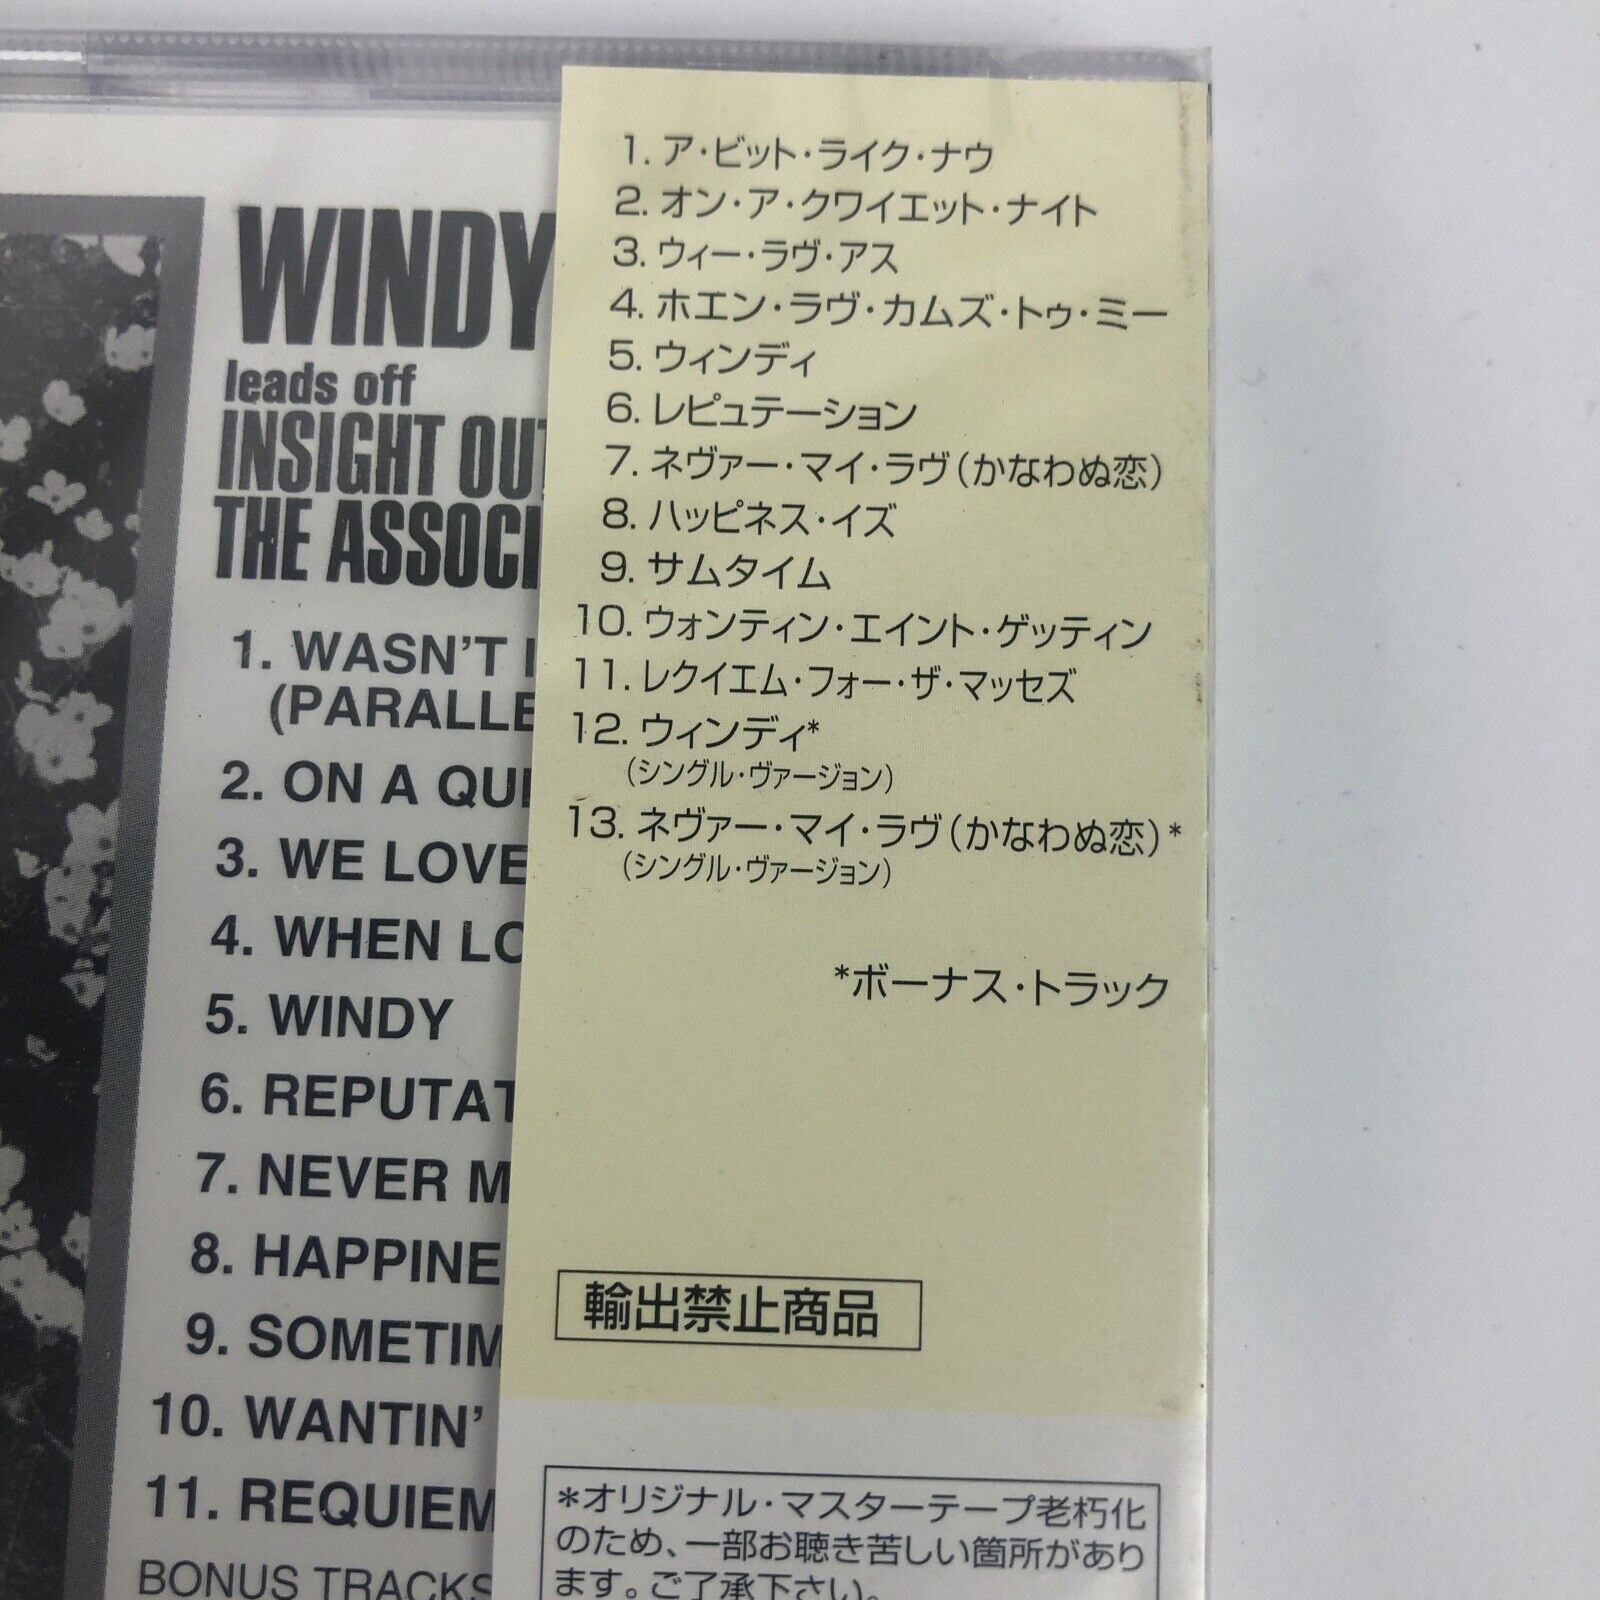 WINDY
leads off
INSIGHT
THE
1. WASN'T
2. ON A
3. WE LOVE
4. WHEN
5. WINDY
6.
7. NEVER
8.
9.
10. WANTIN'
11. REQUIEM
BONUS TRACKS
1. ア・ビット・ライク・ナウ
2. オン・ア・クワイエット・ナイト
3. ウィー・ラヴ・アス
4. ホエン・ラヴ・カムズ・トゥ・ミー
5. ウィンディ
6. レピュテーション
7. ネヴァー・マイ・ラヴ(かなわぬ恋)
8. ハッピネス・イズ
9. サムタイム
10. ウォンティン・エイント・ゲッティン
11. レクイエム・フォー・ザ・マッセズ
12. ウィンディ*
(シングル・ヴァージョン)
13. ネヴァー・マイ・ラヴ(かなわぬ恋)*
(シングル・ヴァージョン)
*ボーナス・トラック
輸出禁止商品
*オリジナル・マスターテープ老朽化
のため、一部お聴き苦しい箇所があり
ます。ご了承下さい。